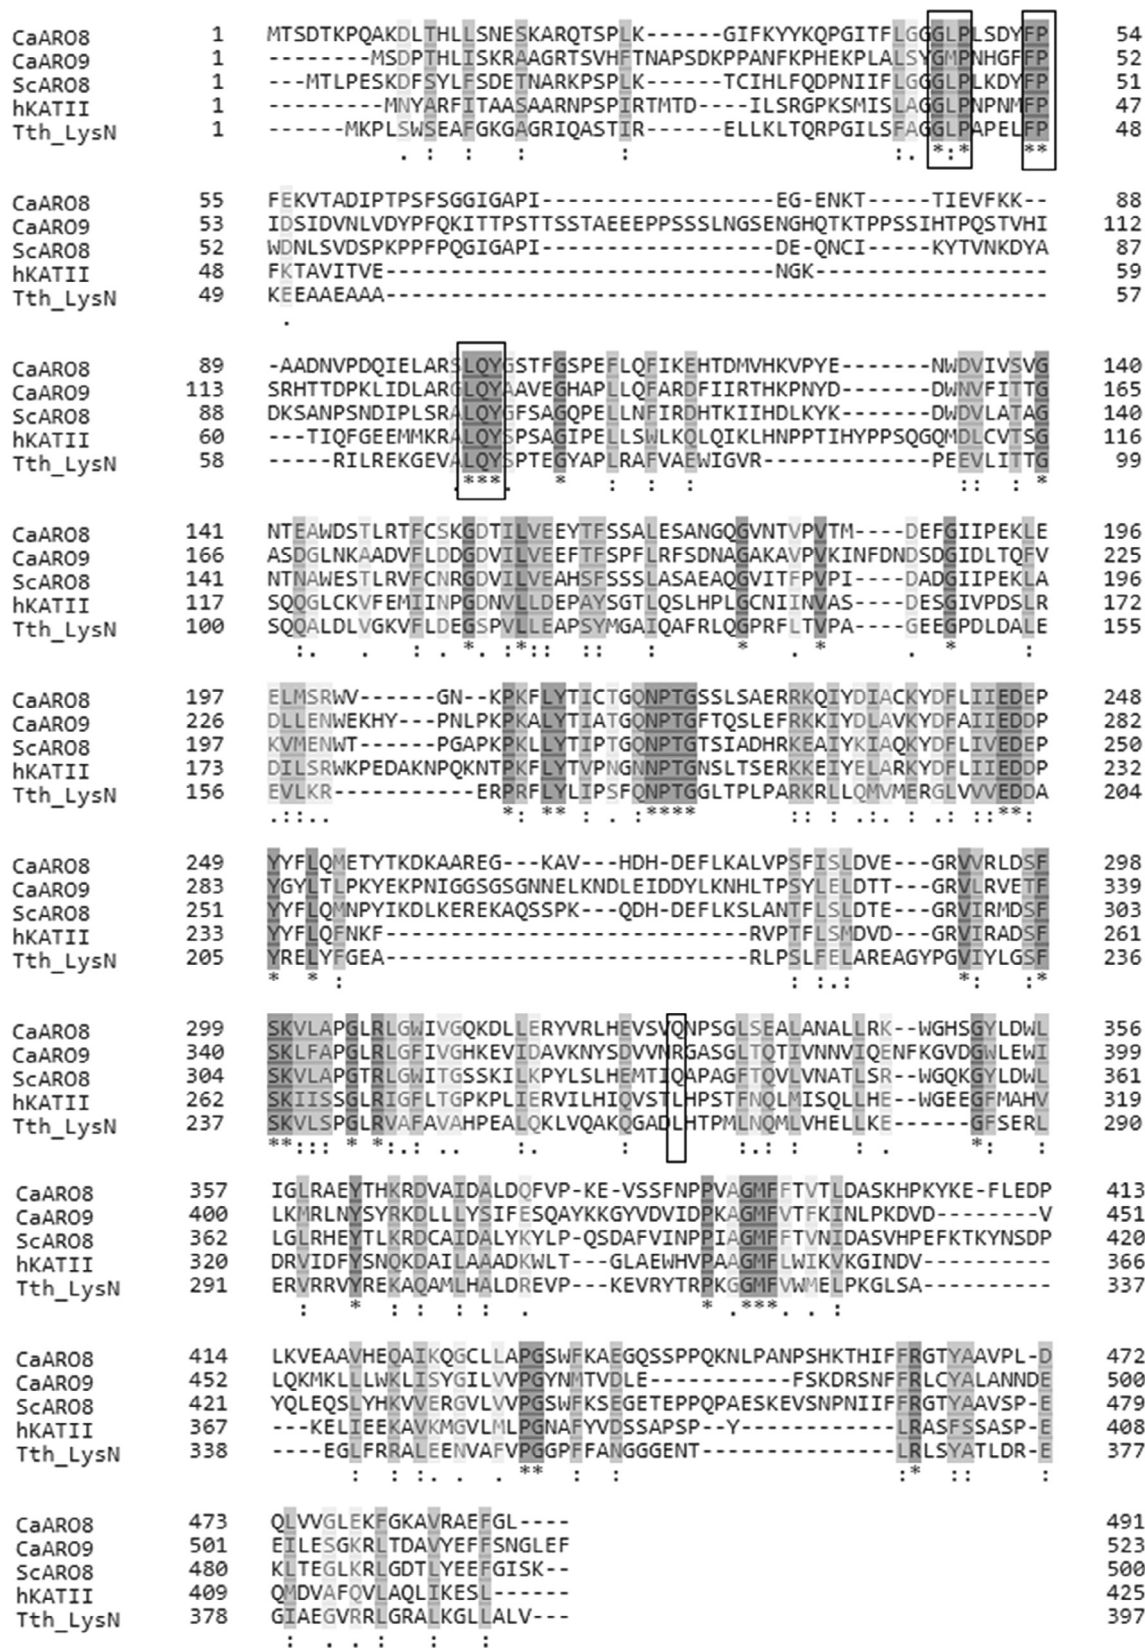 CaARO8 1 MTSDTKPQAKDLTHLLSNESKARQTSPLK------GIFKYYKQPGITFLGGGLPLSDYFP 54
CaARO9 1 --------MSDPTHLISKRAAGRTSVHFTNAPSDKPPANFKPHEKPLALSYGMPNHGFFP 52
ScARO8 1 ---MTLPESKDFSYLFSDETNARKPSPLK------TCIHLFQDPNIIFLGGGLPLKDYFP 51
hKATII 1 ---------MNYARFITAASAARNPSPIRTMTD----ILSRGPKSMISLAGGLPNPNMFP 47
Tth_LysN 1 ------MKPLSWSEAFGKGAGRIQASTIR------ELLKLTQRPGILSFAGGLPAPELFP 48
. : : : : :. *:* **
CaARO8 55 FEKVTADIPTPSFSGGIGAPI------------------EG-ENKT-----TIEVFKK-- 88
CaARO9 53 IDSIDVNLVDYPFQKITTPSTTSSTAEEEPPSSSLNGSENGHQTKTPPSSIHTPQSTVHI 112
ScARO8 52 WDNLSVDSPKPPFPQGIGAPI------------------DE-QNCI-----KYTVNKDYA 87
hKATII 48 FKTAVITVE------------------------------NGK------------------ 59
Tth_LysN 49 KEEAAEAAA--------------------------------------------------- 57
.
CaARO8 89 -AADNVPDQIELARSLQYGSTFGSPEFLQFIKEHTDMVHKVPYE-------NWDVIVSVG 140
CaARO9 113 SRHTTDPKLIDLARGLQYAAVEGHAPLLQFARDFIIRTHKPNYD-------DWNVFITTG 165
ScARO8 88 DKSANPSNDIPLSRALQYGFSAGQPELLNFIRDHTKIIHDLKYK-------DWDVLATAG 140
hKATII 60 ---TIQFGEEMMKRALQYSPSAGIPELLSWLKQLQIKLHNPPTIHYPPSQGQMDLCVTSG 116
Tth_LysN 58 -----RILREKGEVALQYSPTEGYAPLRAFVAEWIGVR-----------PEEVLITTG 99
.***. * : : : :: : *
CaARO8 141 NTEAWDSTLRTFCSKGDTILVEEYTFSSALESANGQGVNTVPVTM----DEFGIIPEKLE 196
CaARO9 166 ASDGLNKAADVFLDDGDVILVEEFTFSPFLRFSDNAGAKAVPVKINFDNDSDGIDLTQFV 225
ScARO8 141 NTNAWESTLRVFCNRGDVILVEAHSFSSSLASAEAQGVITFPVPI----DADGIIPEKLA 196
hKATII 117 SQQGLCKVFEMIINPGDNVLLDEPAYSGTLQSLHPLGCNIINVAS----DESGIVPDSLR 172
Tth_LysN 100 SQQALDLVGKVFLDEGSPVLLEAPSYMGAIQAFRLQGPRFLTVPA----GEEGPDLDALE 155
:. . : . *. :*:: :: : * . * . * :
CaARO8 197 ELMSRWV------GN--KPKFLYTICTGQNPTGSSLSAERRKQIYDIACKYDFLIIEDEP 248
CaARO9 226 DLLENWEKHY---PNLPKPKALYTIATGQNPTGFTQSLEFRKKIYDLAVKYDFAIIEDDP 282
ScARO8 197 KVMENWT------PGAPKPKLLYTIPTGQNPTGTSIADHRKEAIYKIAQKYDFLIVEDEP 250
hKATII 173 DILSRWKPEDAKNPQKNTPKFLYTVPNGNNPTGNSLTSERKKEIYELARKYDFLIIEDDP 232
Tth_LysN 156 EVLKR-----------ERPRFLYLIPSFQNPTGGLTPLPARKRLLQMVMERGLVVVVEDDA 204
.::.. *: ** : . :**** :: : .:. : .: :: **:
CaARO8 249 YYFLQMETYTKDKAAREG---KAV---HDH-DEFLKALVPSFISLDVE---GRVVRLDSF 298
CaARO9 283 YGYLTLPKYEKPNIGGSGSGNNELKNDLEIDDYLKNHLTPSYLELDTT---GRVLRVETF 339
ScARO8 251 YYFLQMNPYIKDLKEREKAQSSPK---QDH-DEFLKSLANTFLSLDTE---GRVIRMDSF 303
hKATII 233 YYFLQFNKF----------------------------RVPTFLSMDVD---GRVIRADSF 261
Tth_LysN 205 YRELYFGEA----------------------------RLPSLFELAREAGYPGVIYLGSF 236
* * : : :.: *: :*
CaARO8 299 SKVLAPGLRLGWIVGQKDLLERYVRLHEVSVQNPSGLSEALANALLRK--WGHSGYLDWL 356
CaARO9 340 SKLFAPGLRLGFIVGHKEVIDAVKNYSDVVNRGASGLTQTIVNNVIQENFKGVDGWLEWI 399
ScARO8 304 SKVLAPGTRLGWITGSSKILKPYLSLHEMTIQAPAGFTQVLVNATLSR--WGQKGYLDWL 361
hKATII 262 SKIISSGLRIGFLTGPKPLIERVILHIQVSTLHPSTFNQLMISQLLHE--WGEEGFMAHV 319
Tth_LysN 237 SKVLSPGLRVAFAVAHPEALQKLVQAKQGADLHTPMLNQMLVHELLKE------GFSERL 290
**::: * *:.: .. :. : :.: : : . *: :
CaARO8 357 IGLRAEYTHKRDVAIDALDQFVP-KE-VSSFNPPVAGMFFTVTLDASKHPKYKE-FLEDP 413
CaARO9 400 LKMRLNYSYRKDLLLYSIFESQAYKKGYVDVIDPKAGMFVTFKINLPKDVD--------V 451
ScARO8 362 LGLRHEYTLKRDCAIDALYKYLP-QSDAFVINPPIAGMFFTVNIDASVHPEFKTKYNSDP 420
hKATII 320 DRVIDFYSNQKDAILAAADKWLT---GLAEWHVPAAGMFLWIKVKGINDV---------- 366
Tth_LysN 291 ERVRRVYREKAQAMLHALDREVP---KEVRYTRPKGGMFVWMELPKGLSA---------- 337
: * : : : : . * .***. . :
CaARO8 414 LKVEAAVHEQAIKQGCLLAPGSWFKAEGQSSPPQKNLPANPSHKTHIFFRGTYAAVPL-D 472
CaARO9 452 LQKMKLLLWKLISYGILVVPGYNMTVDLE-----------FSKDRSNFFRLCYALANNDE 500
ScARO8 421 YQLEQSLYHKVVERGVLVVPGSWFKSEGETEPPQPAESKEVSNPNIIFFRGTYAAVSP-E 479
hKATII 367 ---KELIEEKAVKMGVLMLPGNAFYVDSSAPSP--Y------------LRASFSSASP-E 408
Tth_LysN 338 ----EGLFRRALEENVAFVPGGPFFANGGGENT---------------LRLSYATLDR-E 377
: : . . . ** : : :* :: :
CaARO8 473 QLVVGLEKFGKAVRAEFGL---- 491
CaARO9 501 EILESGKRLTDAVYEFFSNGLEF 523
ScARO8 480 KLTEGLKRLGDTLYEEFGISK-- 500
hKATII 409 QMDVAFQVLAQLIKESL------ 425
Tth_LysN 378 GIAEGVRRLGRALKGLLALV--- 397
: . . : : :